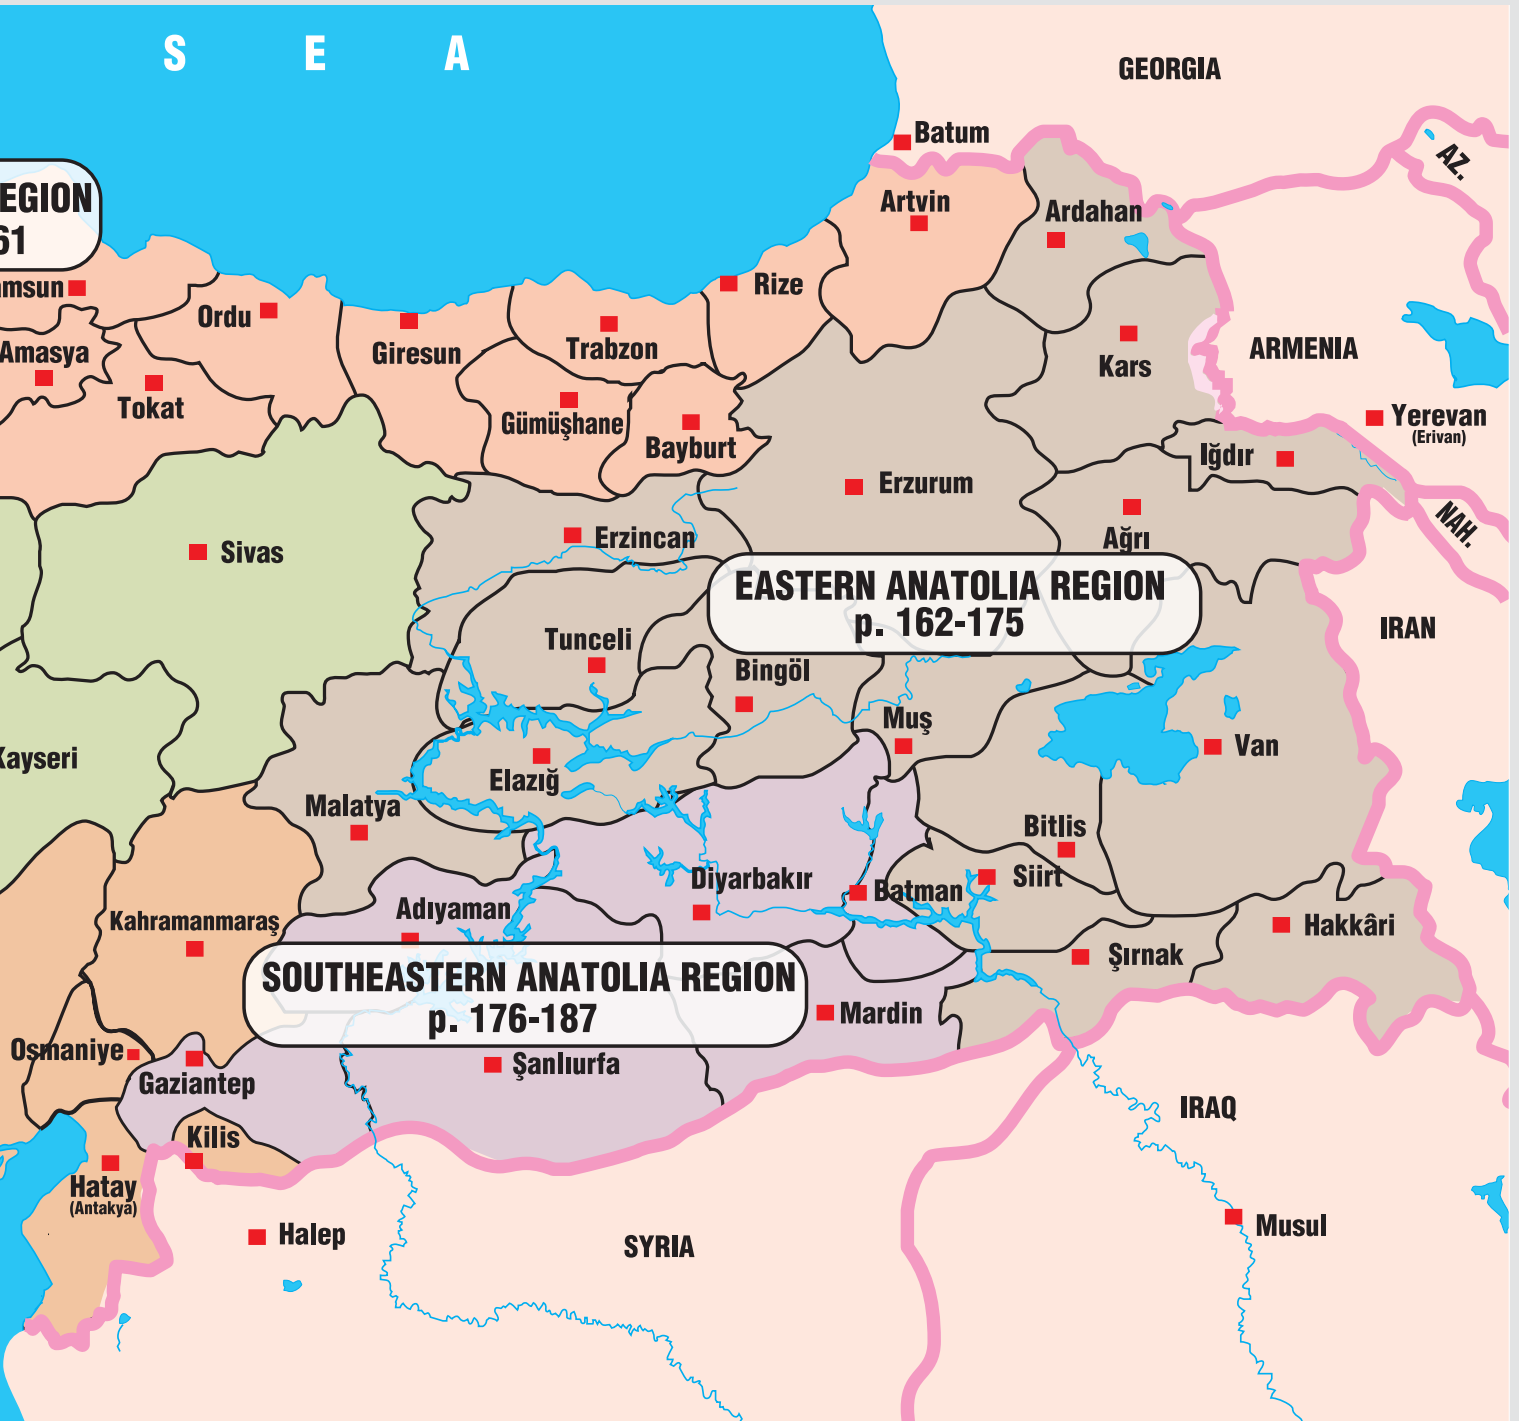 S E A
GEORGIA
Batum
AZ.
EGION
61
Artvin
Ardahan
msun
Ordu
Rize
Giresun
Trabzon
Amasya
Tokat
Kars
ARMENIA
Gümüşhane
Bayburt
Yerevan
(Erivan)
Iğdır
Erzurum
Sivas
Erzincan
Ağrı
NAH.
EASTERN ANATOLIA REGION
p. 162-175
IRAN
Tunceli
Bingöl
Muş
Van
Kayseri
Elazığ
Malatya
Bitlis
Siirt
Diyarbakır
Batman
Adıyaman
Kahramanmaraş
Hakkâri
Şırnak
SOUTHEASTERN ANATOLIA REGION
p. 176-187
Mardin
Osmaniye
Gaziantep
Şanlıurfa
IRAQ
Kilis
Hatay
(Antakya)
Halep
SYRIA
Musul